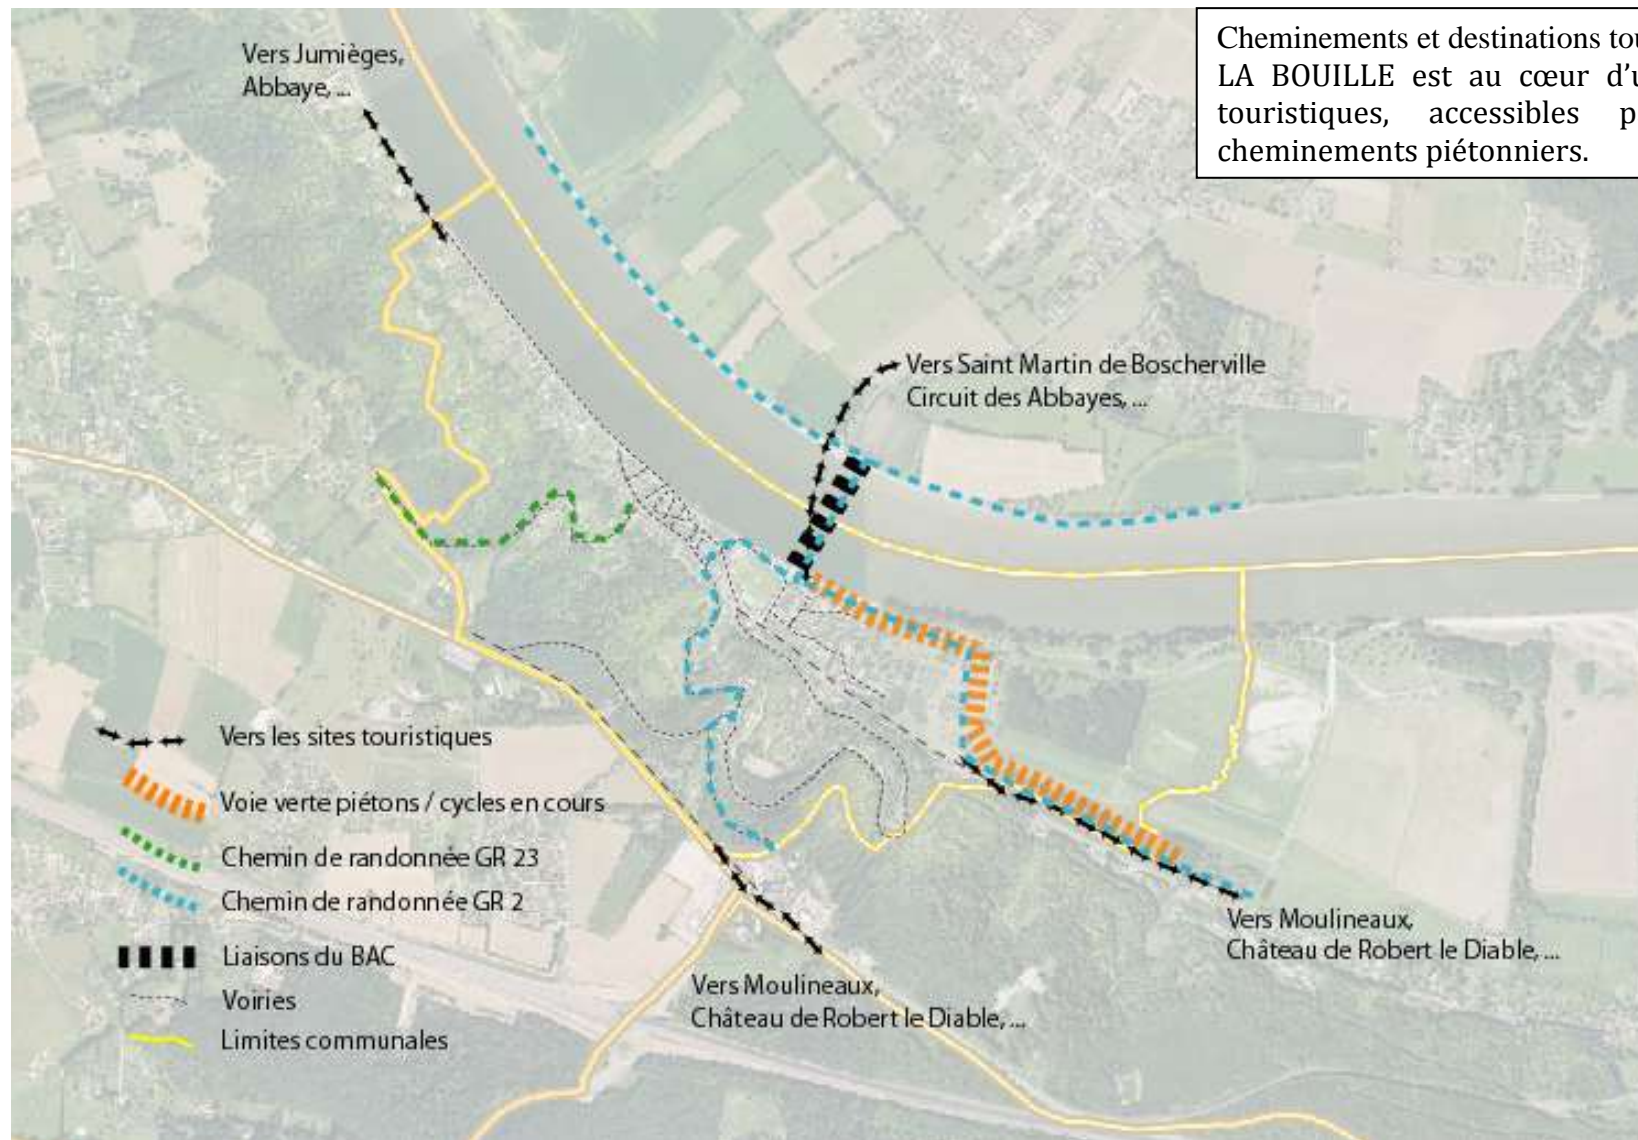 Cheminements et destinations
LA BOUILLE est au cœur
touristiques, accessibles
cheminements piétonniers.
Vers Jumièges,
Abbaye, ...
Vers Saint Martin de Boscherville
Circuit des Abbayes, ...
Vers les sites touristiques
Voie verte piétons / cycles en cours
Chemin de randonnée GR 23
Chemin de randonnée GR 2
Liaisons du BAC
Voiries
Limites communales
Vers Moulineaux,
Château de Robert le Diable, ...
Vers Moulineaux,
Château de Robert le Diable, ...